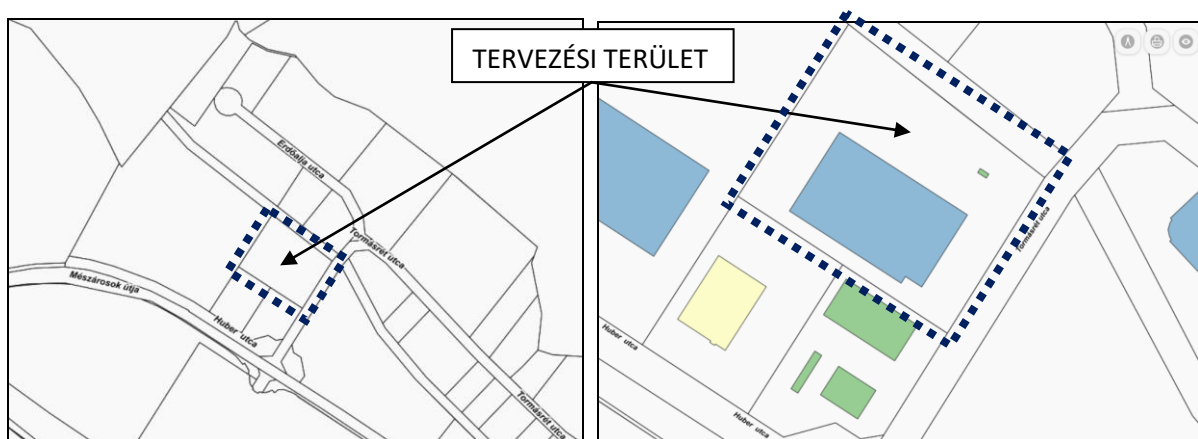 TERVEZÉSI TERÜLET
Erdőalja utca
Tormásrét utca
Mészárosok útja
Huber utca
Tormásrét utca
Tormásrét utca
Huber utca
Huber utca